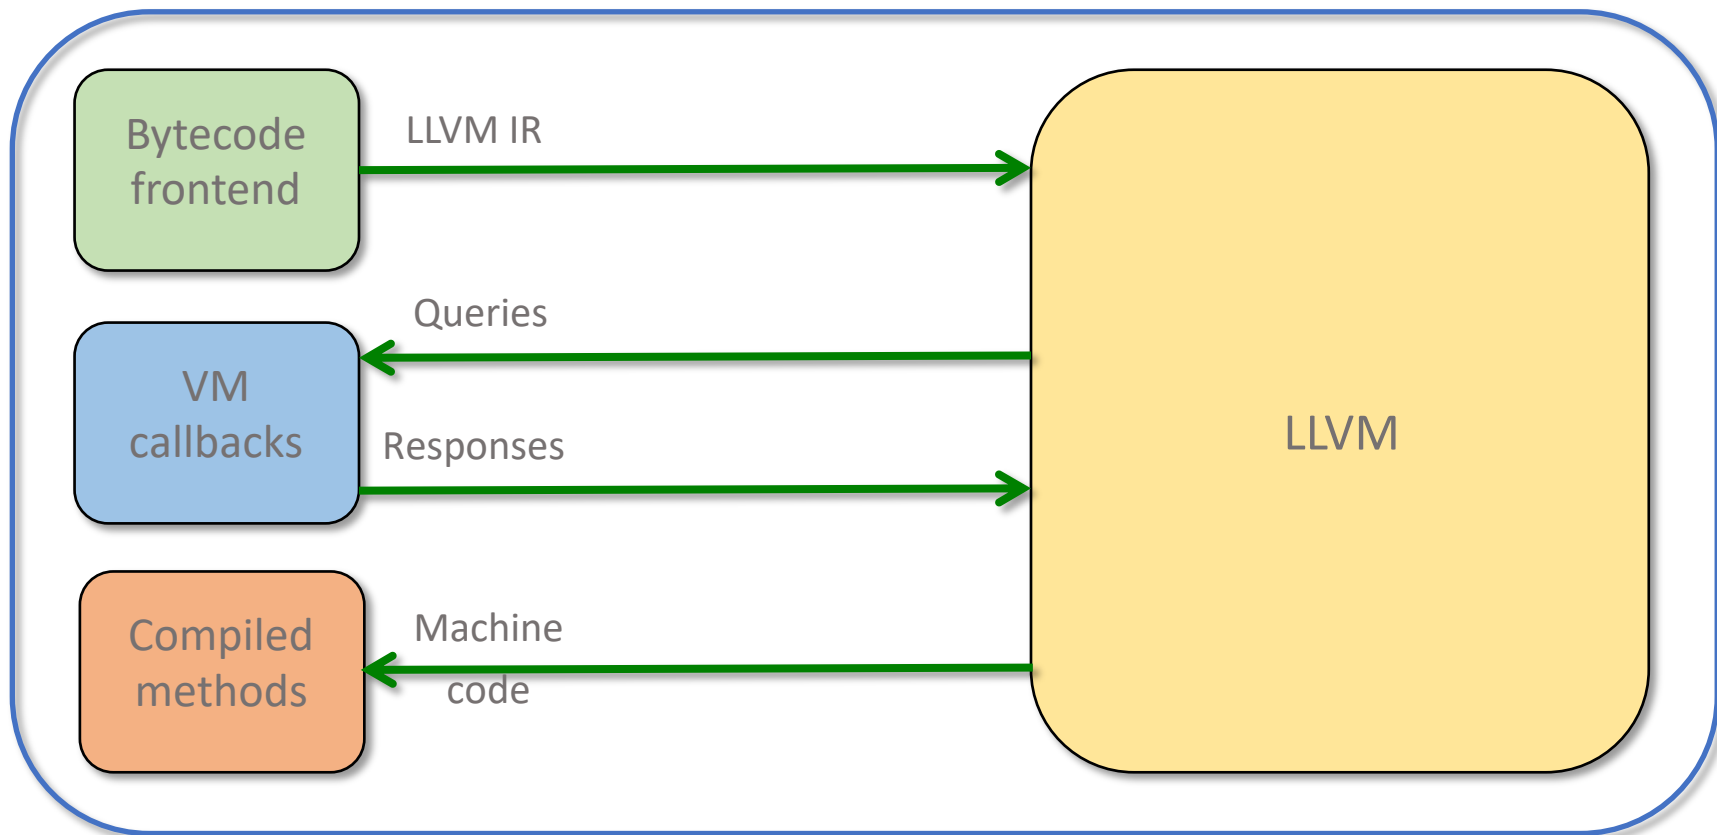 Bytecode
frontend
LLVM IR
Queries
VM
callbacks
Responses
LLVM
Compiled
methods
Machine
code